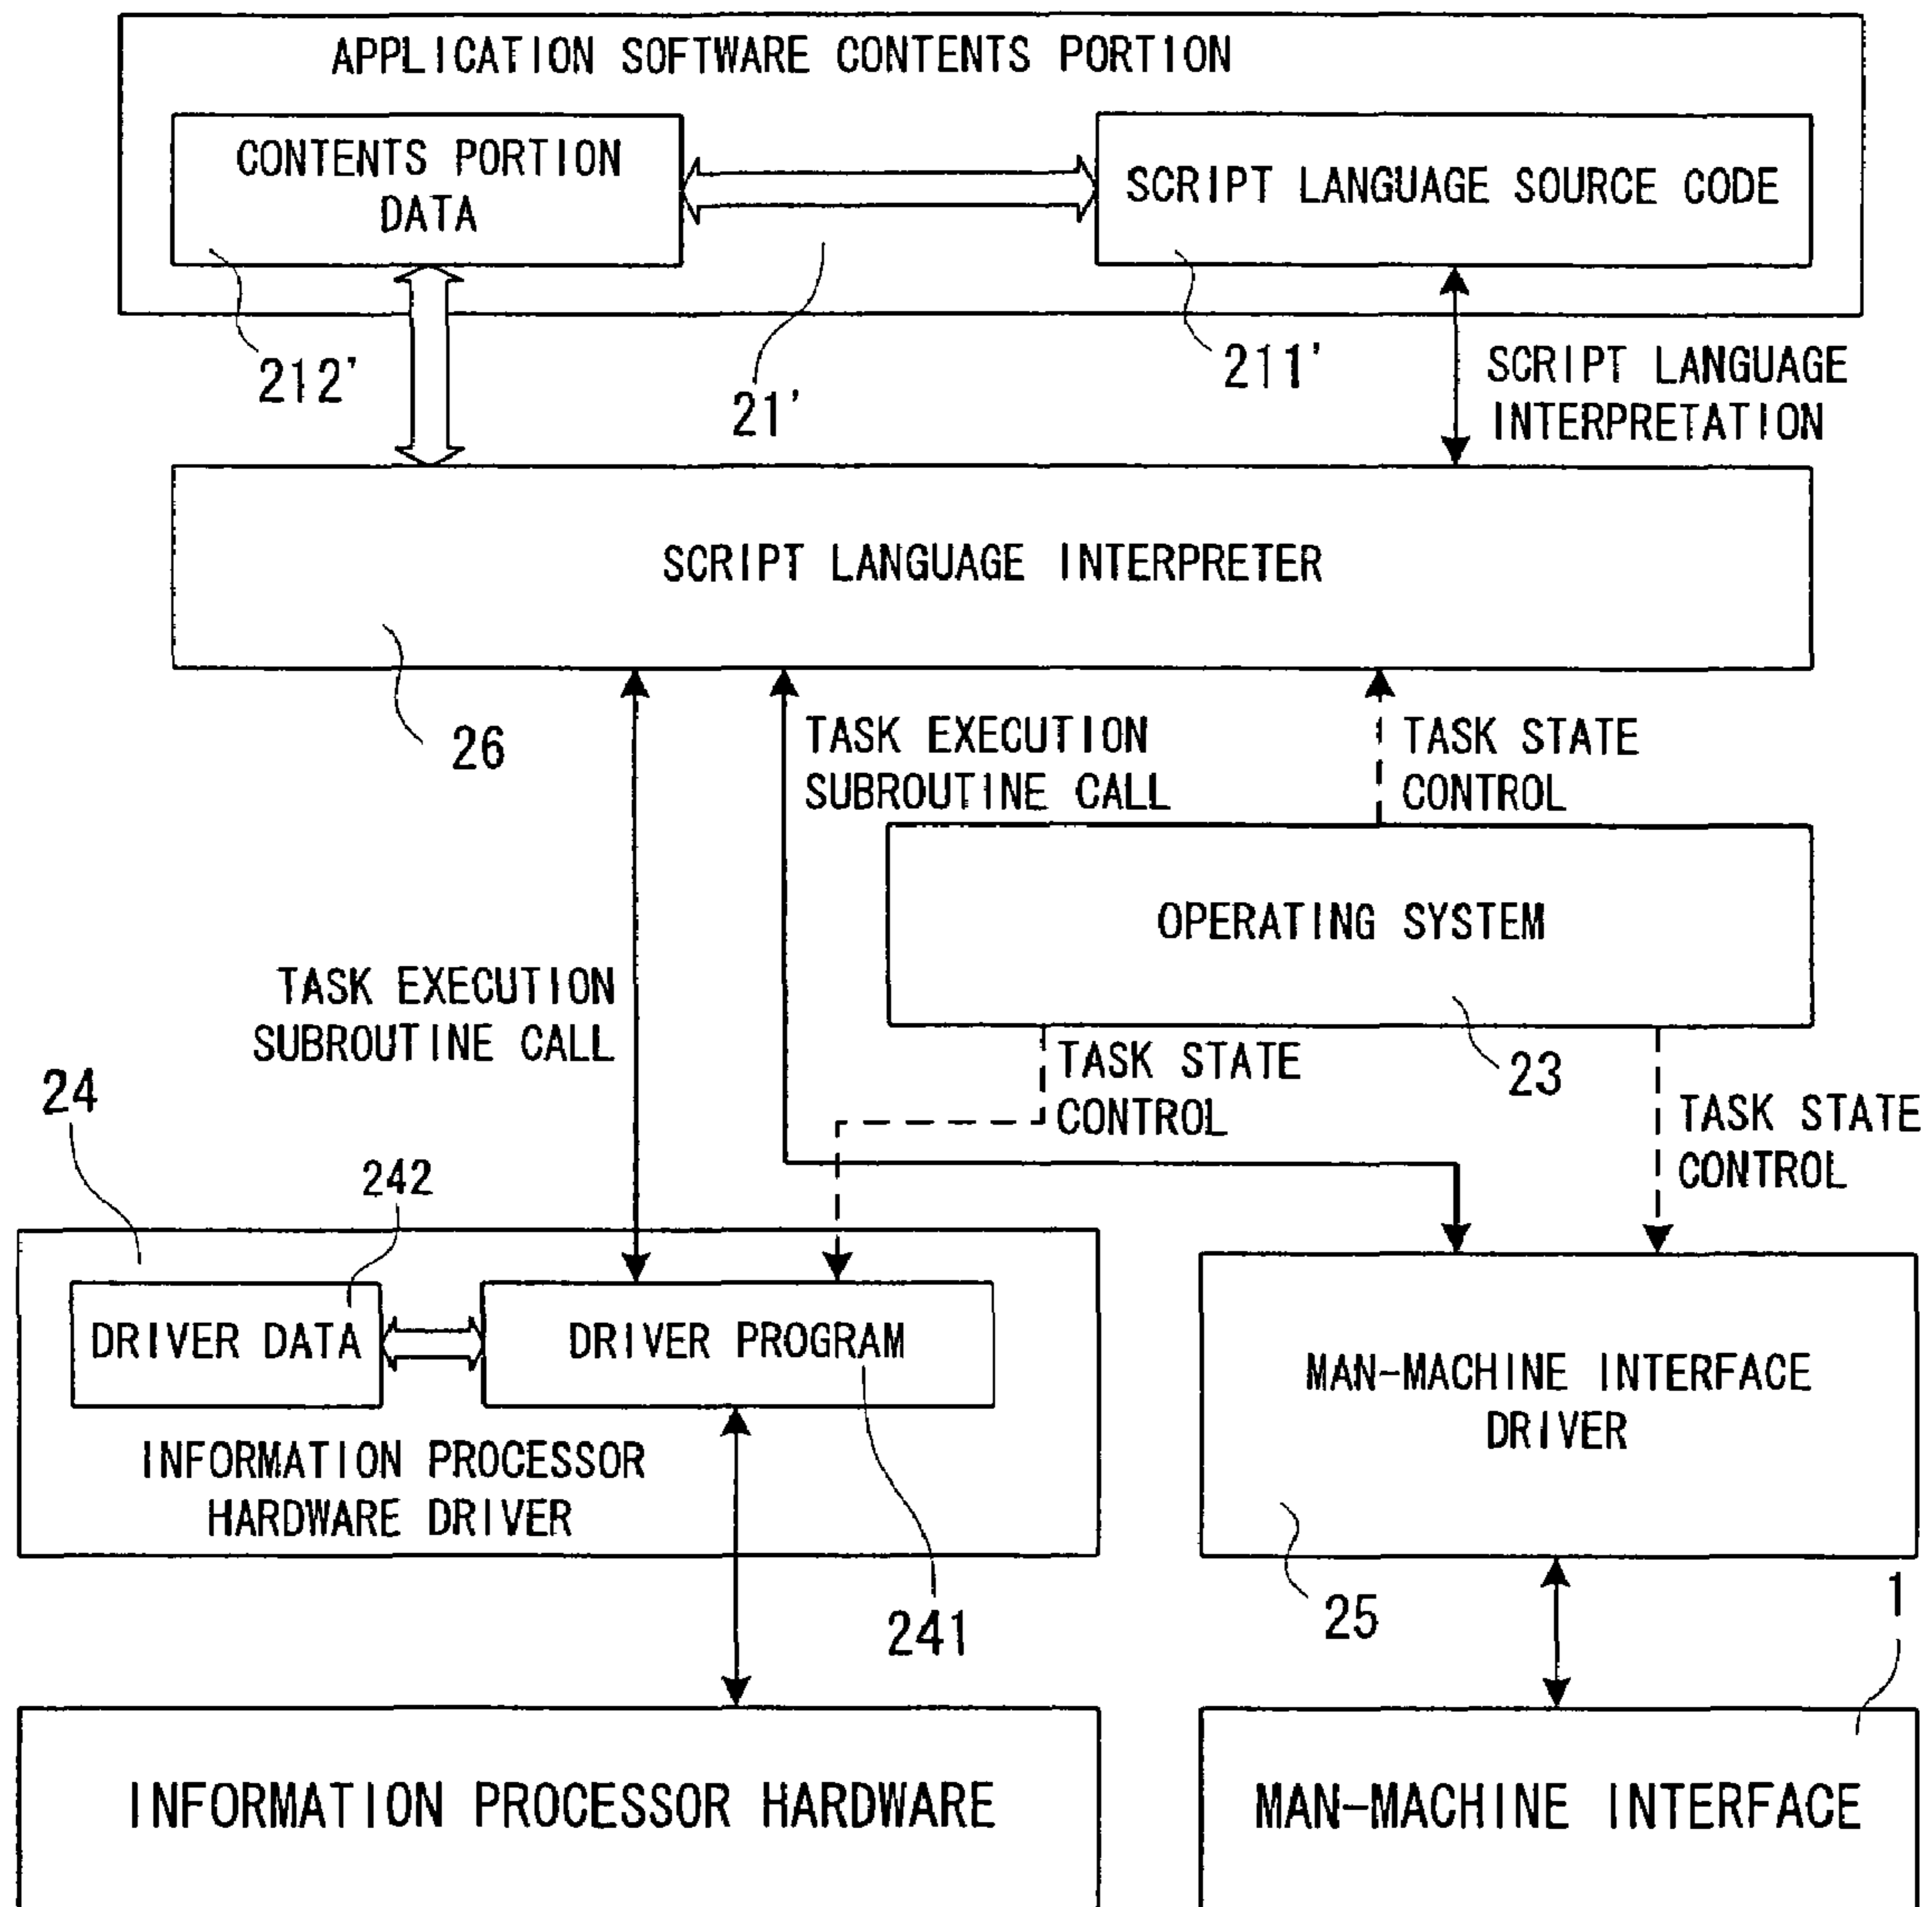 APPLICATION SOFTWARE CONTENTS PORTION
CONTENTS PORTION
DATA
SCRIPT LANGUAGE SOURCE CODE
212'
21'
211'
SCRIPT LANGUAGE
INTERPRETATION
SCRIPT LANGUAGE INTERPRETER
26
TASK EXECUTION
SUBROUTINE CALL
TASK STATE
CONTROL
OPERATING SYSTEM
TASK EXECUTION
SUBROUTINE CALL
23
TASK STATE
CONTROL
TASK STATE
CONTROL
24
242
DRIVER DATA
DRIVER PROGRAM
INFORMATION PROCESSOR
HARDWARE DRIVER
MAN-MACHINE INTERFACE
DRIVER
241
25
1
INFORMATION PROCESSOR HARDWARE
MAN-MACHINE INTERFACE